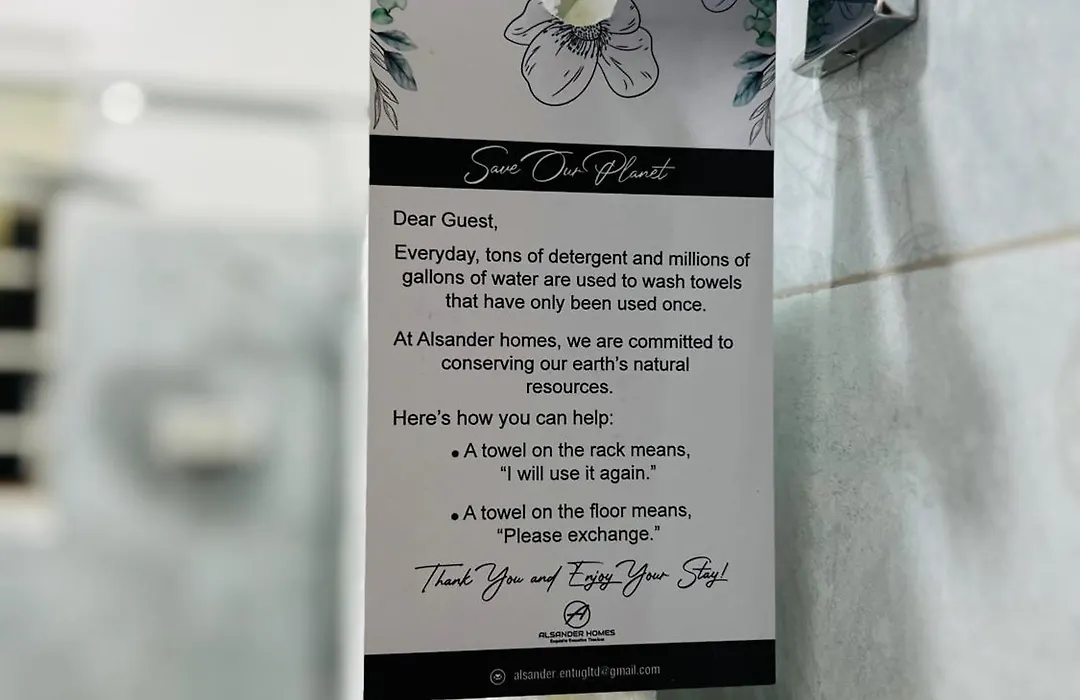 Save Our Planet
Dear Guest,
Everyday, tons of detergent and millions of
gallons of water are used to wash towels
that have only been used once.
At Alsander homes, we are committed to
conserving our earth's natural
resources.
Here's how you can help:
• A towel on the rack means,
“I will use it again.”
• A towel on the floor means,
“Please exchange.”
Thank You and Enjoy Your Stay!
ALSANDER HOMES
alsander.entugltd@gmail.com